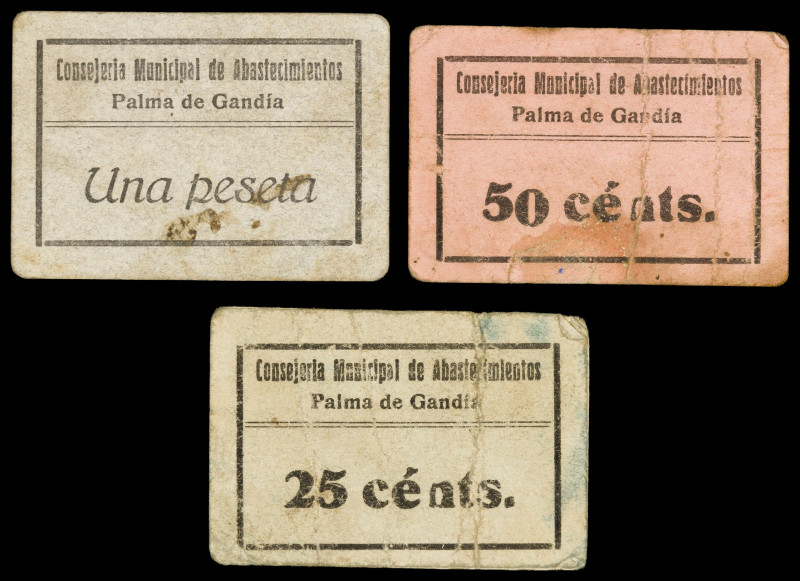 Consejeria Municipal de Abastecimientos
Palma de Gandía
Una peseta
Consejeria Municipal de Abastecimientos
Palma de Gandía
50 cénts.
Consejeria Municipal de Abastecimientos
Palma de Gandía
25 cénts.